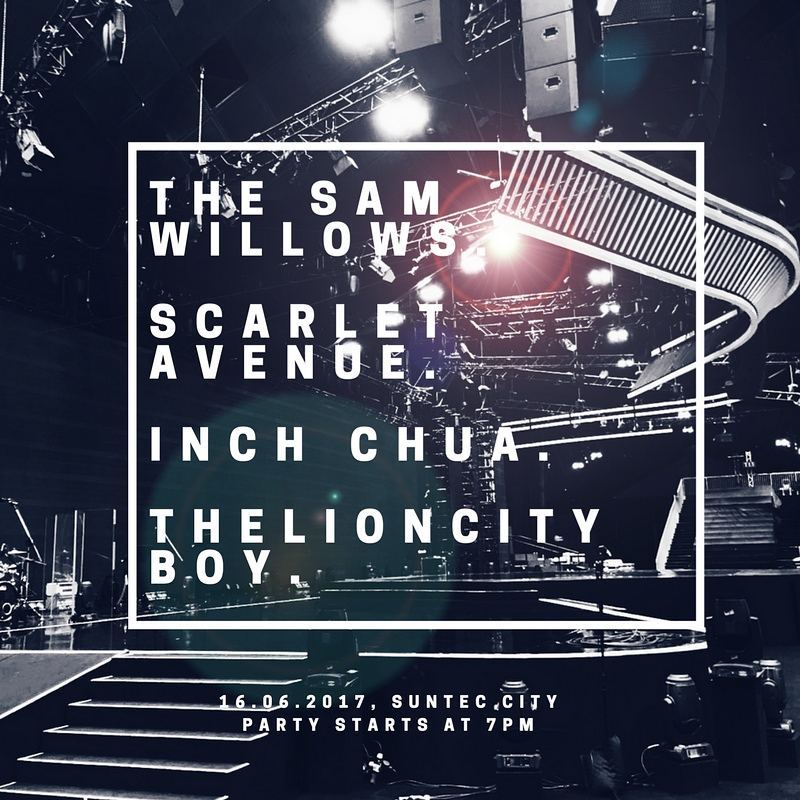 THE SAM
WILLOWS.
SCARLET
AVENUE.
INCH CHUA.
THELIONCITY
BOY.
16.06.2017, SUNTEC CITY
PARTY STARTS AT 7PM